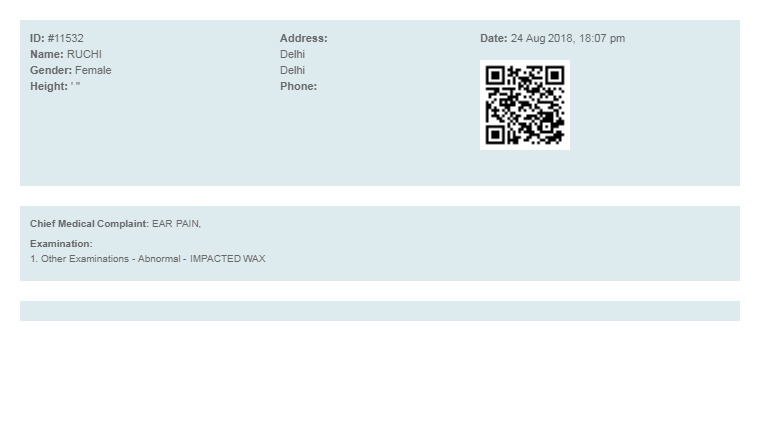 ID: #11532
Name: RUCHI
Gender: Female
Height: ' "
Address:
Delhi
Delhi
Phone:
Date: 24 Aug 2018, 18:07 pm
Chief Medical Complaint: EAR PAIN,
Examination:
1. Other Examinations - Abnormal - IMPACTED WAX